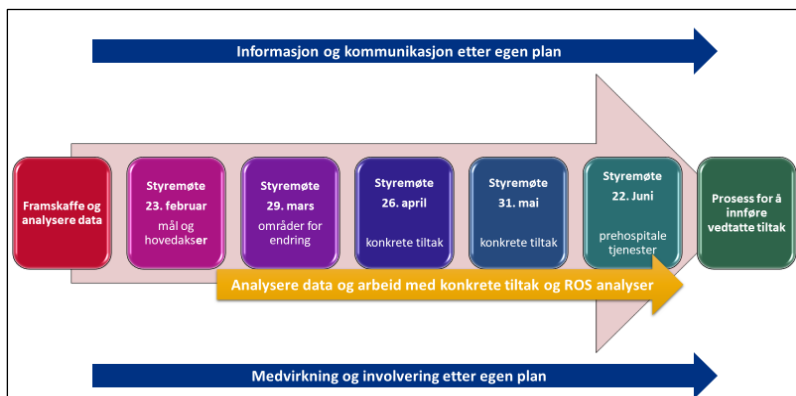 Informasjon og kommunikasjon etter egen plan
Framskaffe og
analysere data
Styremøte
23. februar
mål og
hovedakser
Styremøte
29. mars
områder for
endring
Styremøte
26. april
konkrete tiltak
Styremøte
31. mai
konkrete tiltak
Styremøte
22. Juni
prehospitale
tjenester
Prosess for å
innføre
vedtatte tiltak
Analysere data og arbeid med konkrete tiltak og ROS analyser
Medvirkning og involvering etter egen plan